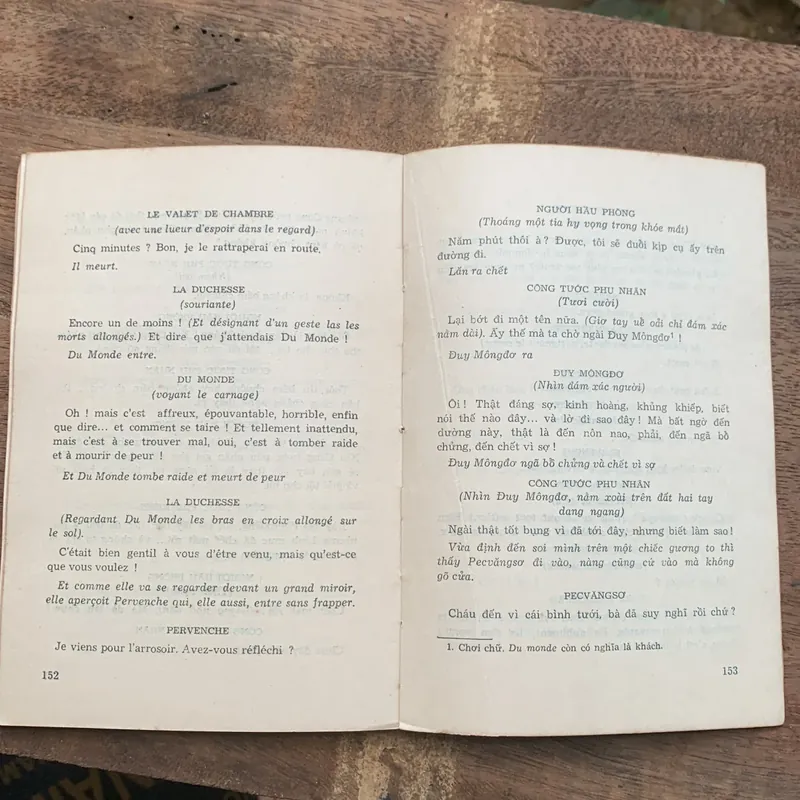 LE VALET DE CHAMBRE
(avec une lueur d'espoir dans le regard)
Cinq minutes ? Bon, je le rattraperai en route.
Il meurt.
LA DUCHESSE
(souriante)
Encore un de moins ! (Et désignant d'un geste las les
morts allongés.) Et dire que j'attendais Du Monde !
Du Monde entre.
DU MONDE
(voyant le carnage)
Oh ! mais c'est affreux, épouvantable, horrible, enfin
que dire... et comment se taire ! Et tellement inattendu,
mais c'est à se trouver mal, oui, c'est à tomber raide
et à mourir de peur !
Et Du Monde tombe raide et meurt de peur
LA DUCHESSE
(Regardant Du Monde les bras en croix allongé sur
le sol).
C'était bien gentil à vous d'être venu, mais qu'est-ce
que vous voulez !
Et comme elle va se regarder devant un grand miroir,
elle aperçoit Pervenche qui, elle aussi, entre sans frapper.
PERVENCHE
Je viens pour l'arrosoir. Avez-vous réfléchi ?
152
NGƯỜI HẦU PHÒNG
(Thoáng một tia hy vọng trong khóe mắt)
Năm phút thôi à? Được, tôi sẽ đuổi kịp cụ ấy trên
đường đi.
Lăn ra chết
CÔNG TƯỚC PHU NHÂN
(Tươi cười)
Lại bớt đi một tên nữa. (Giơ tay uể oải chỉ đám xác
nằm dài). Ấy thế mà ta chờ ngài Đuy Môngđơ¹ !
Đuy Môngđơ ra
ĐUY MÔNGĐƠ
(Nhìn đám xác người)
Ôi ! Thật đáng sợ, kinh hoàng, khủng khiếp, biết
nói thế nào đây... và lờ đi sao đây ! Mà bất ngờ đến
dường này, thật là đến nôn nao, phải, đến ngã bồ
chửng, đến chết vì sợ !
Đuy Môngđơ ngã bồ chửng và chết vì sợ
CÔNG TƯỚC PHU NHÂN
(Nhìn Đuy Môngđơ, nằm xoài trên đất hai tay
dang ngang)
Ngài thật tốt bụng vì đã tới đây, nhưng biết làm sao!
Vừa định đến soi mình trên một chiếc gương to thì
thấy Pecvăngsơ đi vào, nàng cũng cứ vào mà không
gõ cửa.
PECVĂNGSƠ
Cháu đến vì cái bình tưới, bà đã suy nghĩ rồi chứ ?
1. Chơi chữ. Du monde còn có nghĩa là khách.
153